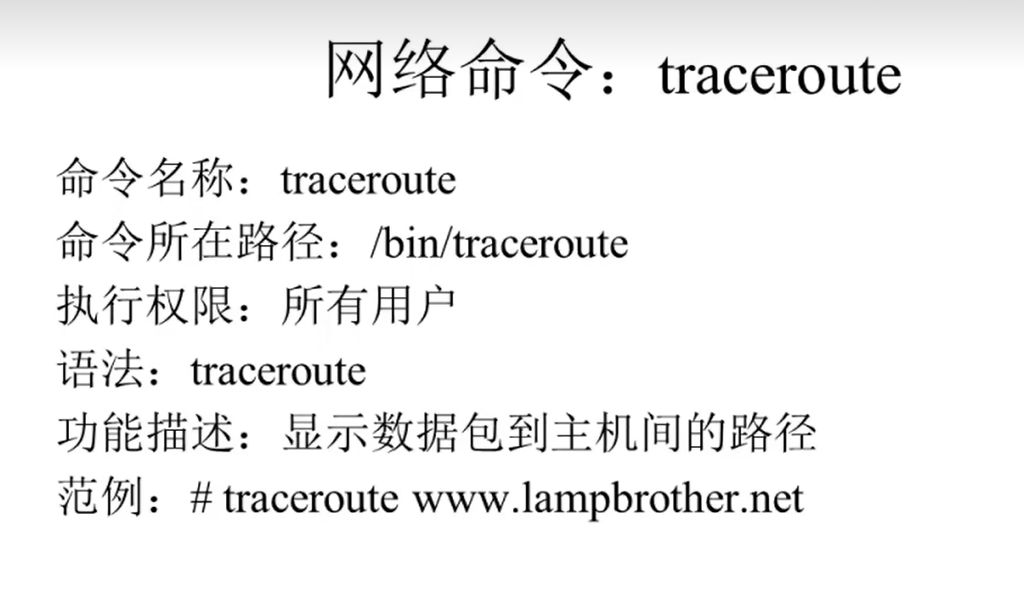 网络命令：traceroute
命令名称：traceroute
命令所在路径：/bin/traceroute
执行权限：所有用户
语法：traceroute
功能描述：显示数据包到主机间的路径
范例：# traceroute www.lampbrother.net